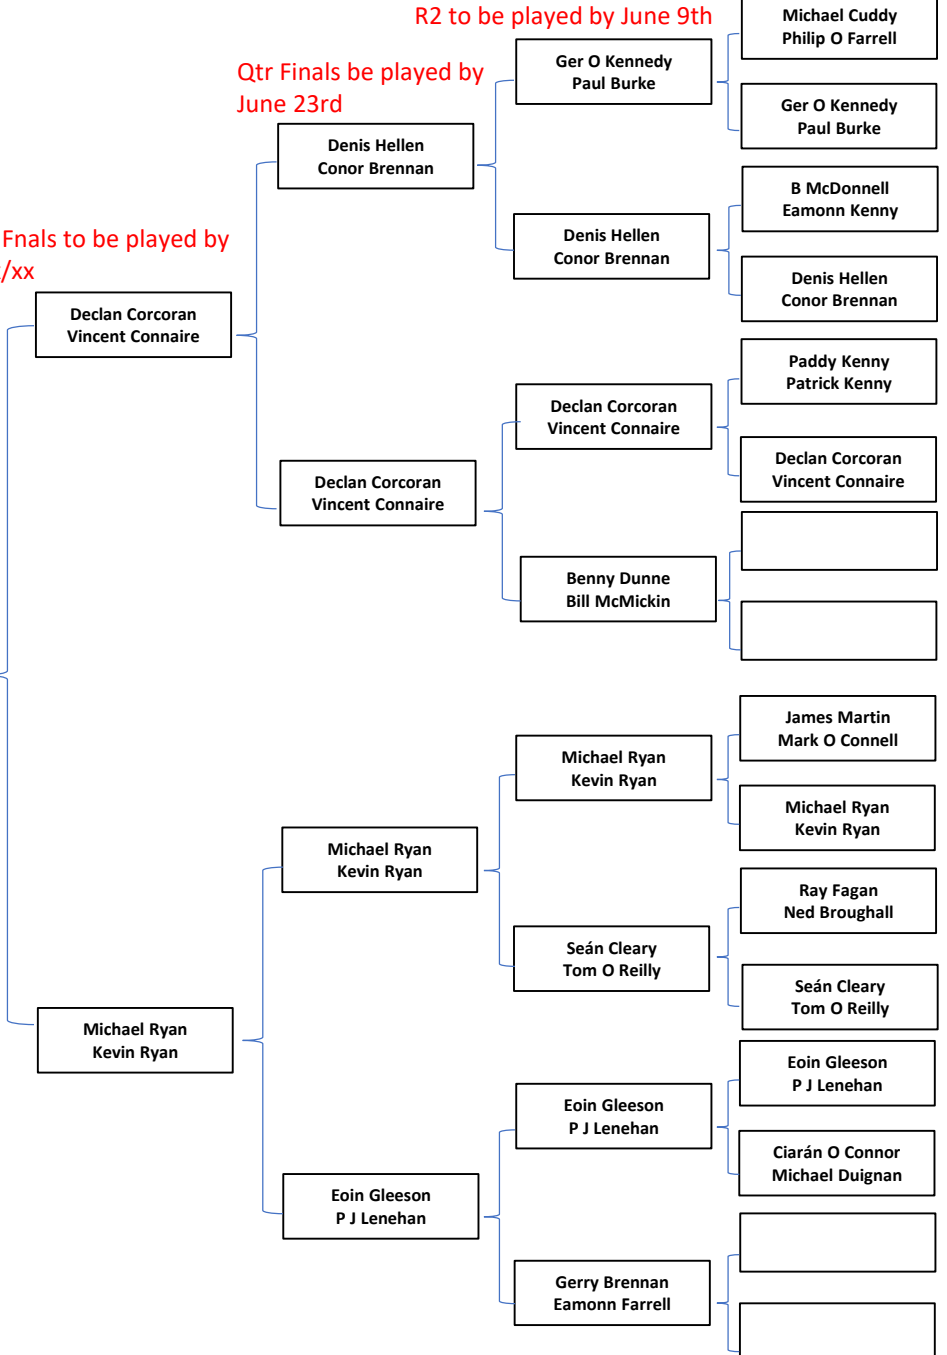 R2 to be played by June 9th
Qtr Finals be played by
June 23rd
Fnals to be played by
/xx
Michael Cuddy
Philip O Farrell
Ger O Kennedy
Paul Burke
B McDonnell
Eamonn Kenny
Denis Hellen
Conor Brennan
Paddy Kenny
Patrick Kenny
Declan Corcoran
Vincent Connaire
James Martin
Mark O Connell
Michael Ryan
Kevin Ryan
Ray Fagan
Ned Broughall
Seán Cleary
Tom O Reilly
Eoin Gleeson
P J Lenehan
Ciarán O Connor
Michael Duignan
Ger O Kennedy
Paul Burke
Denis Hellen
Conor Brennan
Declan Corcoran
Vincent Connaire
Benny Dunne
Bill McMickin
Michael Ryan
Kevin Ryan
Seán Cleary
Tom O Reilly
Eoin Gleeson
P J Lenehan
Gerry Brennan
Eamonn Farrell
Denis Hellen
Conor Brennan
Declan Corcoran
Vincent Connaire
Michael Ryan
Kevin Ryan
Eoin Gleeson
P J Lenehan
Declan Corcoran
Vincent Connaire
Michael Ryan
Kevin Ryan